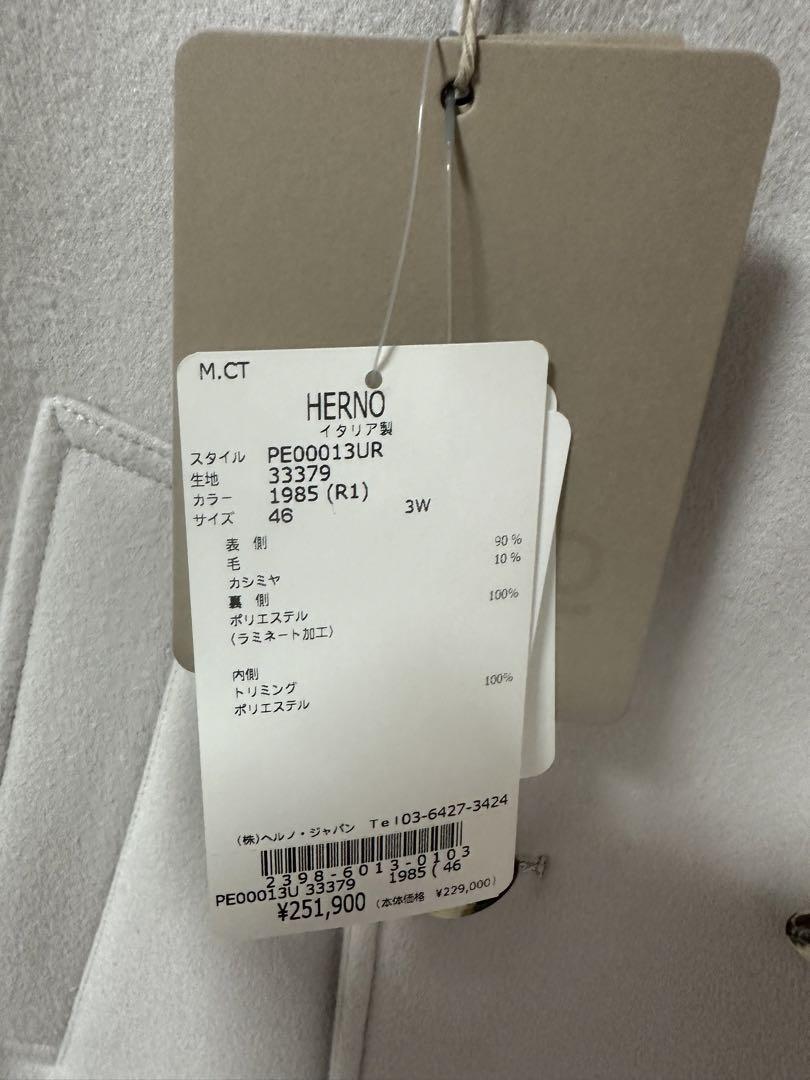 M.CT
HERNO
イタリア製
スタイル PE00013UR
生地 33379
カラー 1985 (R1)
サイズ 46 3W
表 側 90%
毛 10%
カシミヤ
裏 側 100%
ポリエステル
(ラミネート加工)
内側
トリミング 100%
ポリエステル
(株)ヘルノ・ジャパン Tel03-6427-3424
2398-6013-0103
PE00013U 33379 1985 ( 46
¥251,900 (本体価格 ¥229,000)